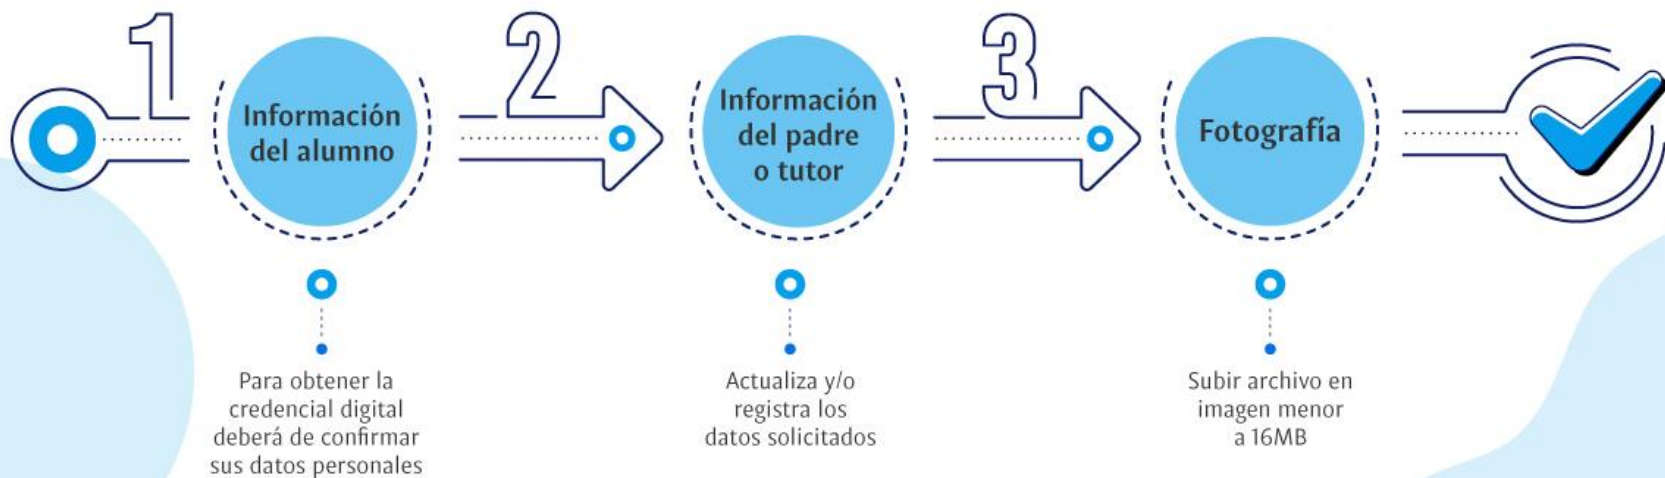 1
Información
del alumno
Para obtener la
credencial digital
deberá de confirmar
sus datos personales
2
Información
del padre
o tutor
Actualiza y/o
registra los
datos solicitados
3
Fotografía
Subir archivo en
imagen menor
a 16MB